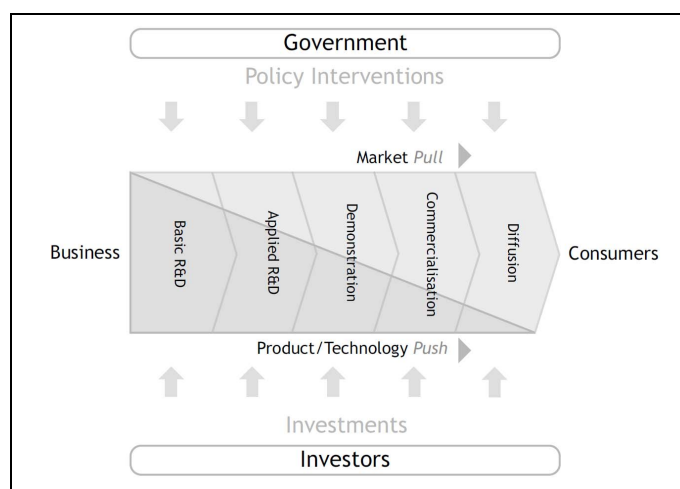 Government
Policy Interventions
Market Pull
Business
Basic R&D
Applied R&D
Demonstration
Commercialisation
Diffusion
Consumers
Product/Technology Push
Investments
Investors